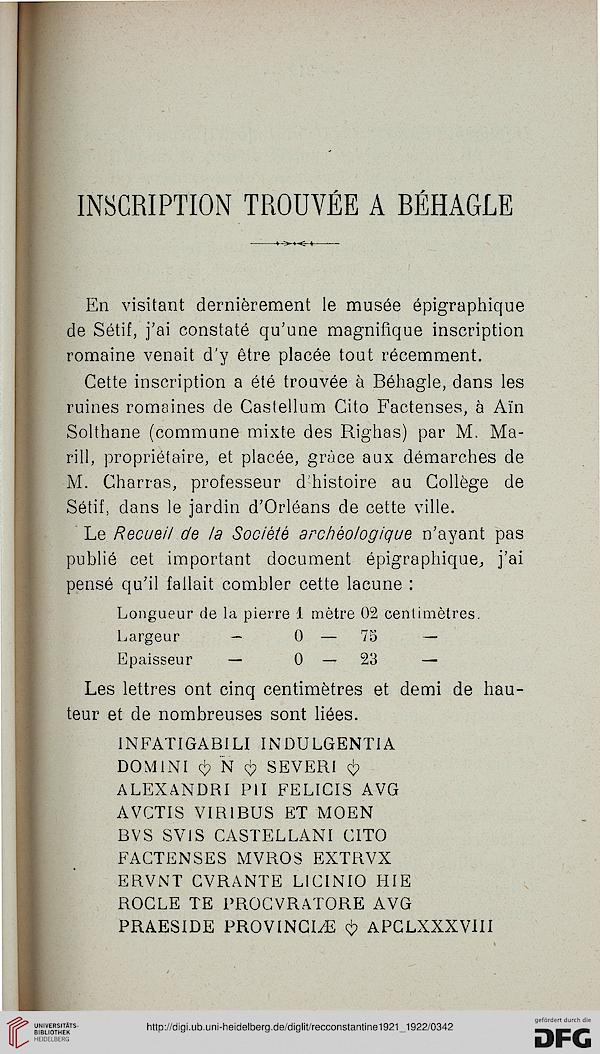 INSCRIPTION TROUVÉE A BÉHAGLE
En visitant dernièrement le musée épigraphique
de Sétif, j'ai constaté qu'une magnifique inscription
romaine venait d'y être placée tout récemment.
Cette inscription a été trouvée à Béhagle, dans les
ruines romaines de Castellum Cito Factenses, à Aïn
Solthane (commune mixte des Righas) par M. Ma-
rill, propriétaire, et placée, grâce aux démarches de
M. Charras, professeur d'histoire au Collège de
Sétif, dans le jardin d'Orléans de cette ville.
Le Recueil de la Société archéologique n'ayant pas
publié cet important document épigraphique, j'ai
pensé qu'il fallait combler cette lacune :
Longueur de la pierre 1 mètre 02 centimètres.
Largeur — 0 — 75 —
Epaisseur — 0 — 23 —
Les lettres ont cinq centimètres et demi de hau-
teur et de nombreuses sont liées.
INFATIGABILI INDULGENTIA
DOMINI N SEVERI
ALEXANDRI PII FELICIS AVG
AVCTIS VIRIBUS ET MOEN
BVS SVIS CASTELLANI CITO
FACTENSES MVROS EXTRVX
ERVNT CVRANTE LICINIO HIE
ROCLE TE PROCVRATORE AVG
PRAESIDE PROVINCIÆ APCLXXXVIII
UNIVERSITÄTS-
BIBLIOTHEK
HEIDELBERG
http://digi.ub.uni-heidelberg.de/diglit/recconstantine1921_1922/0342
gefördert durch die
DFG